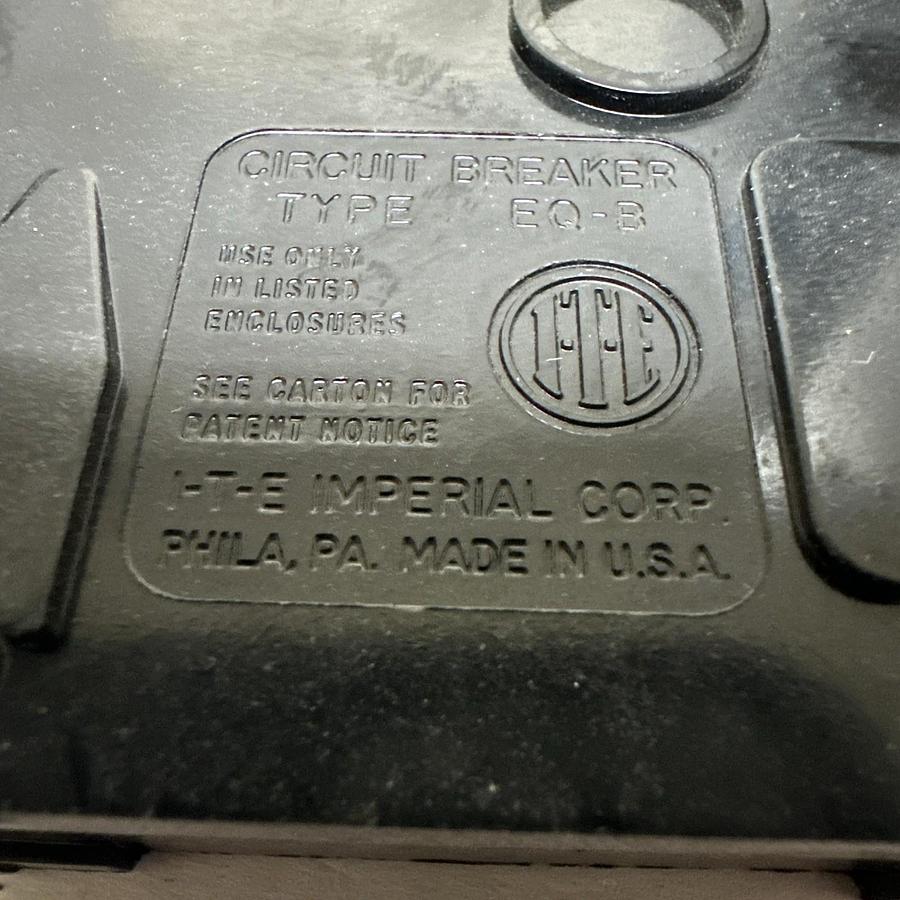 CIRCUIT BREAKER
TYPE EQ-B
USE ONLY
IN LISTED
ENCLOSURES
I-T-E
SEE CARTON FOR
PATENT NOTICE
I-T-E IMPERIAL CORP.
PHILA, PA. MADE IN U.S.A.